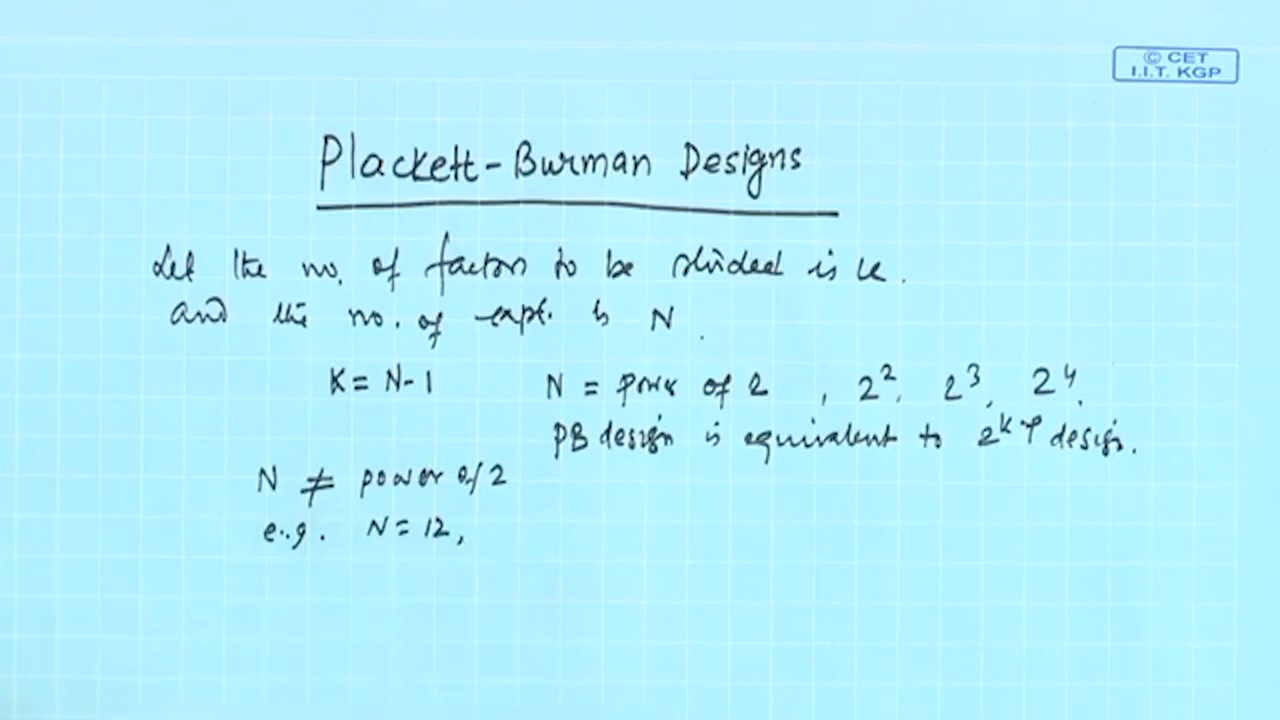 © CET
I.I.T. KGP
Plackett-Burman Designs
Let the no. of factors to be studied is k.
and the no. of expt. is N.
K = N-1 N = power of 2 , 2², 2³, 2⁴.
PB design is equivalent to 2ᵏ⁻ᵖ design.
N ≠ power of 2
e.g. N = 12,